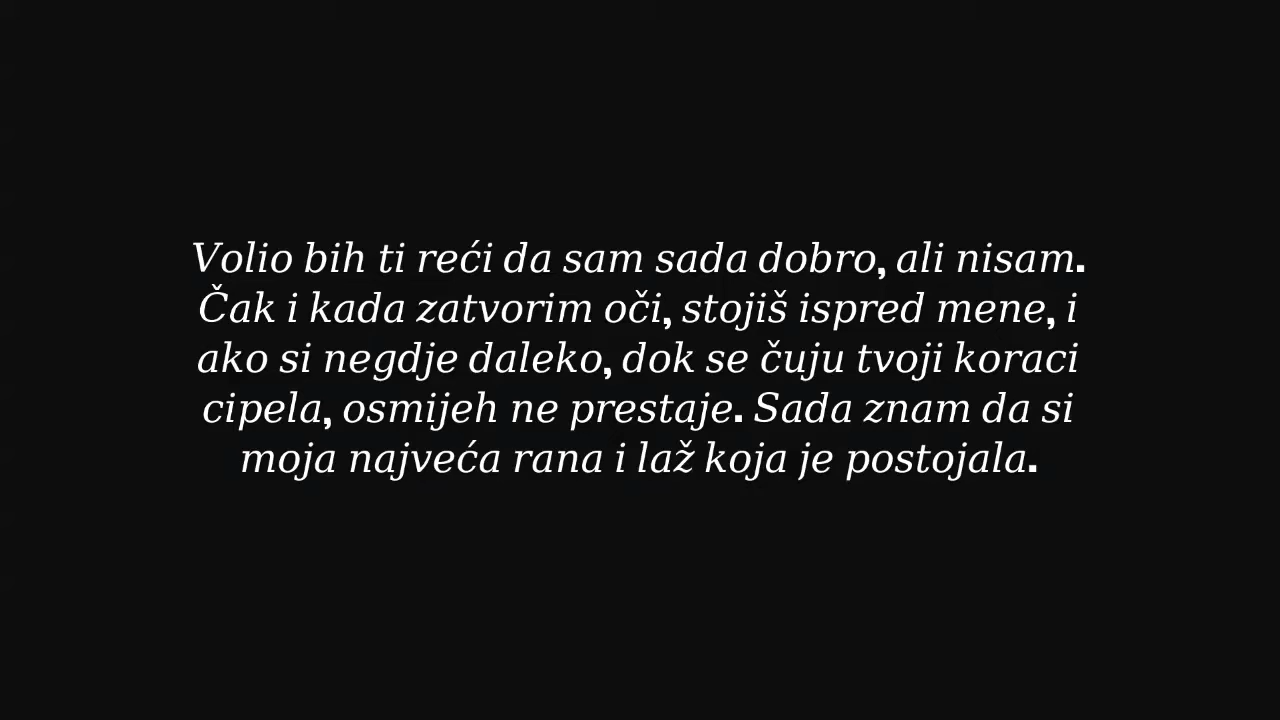 Volio bih ti reći da sam sada dobro, ali nisam.
Čak i kada zatvorim oči, stojiš ispred mene, i
ako si negdje daleko, dok se čuju tvoji koraci
cipela, osmijeh ne prestaje. Sada znam da si
moja najveća rana i laž koja je postojala.